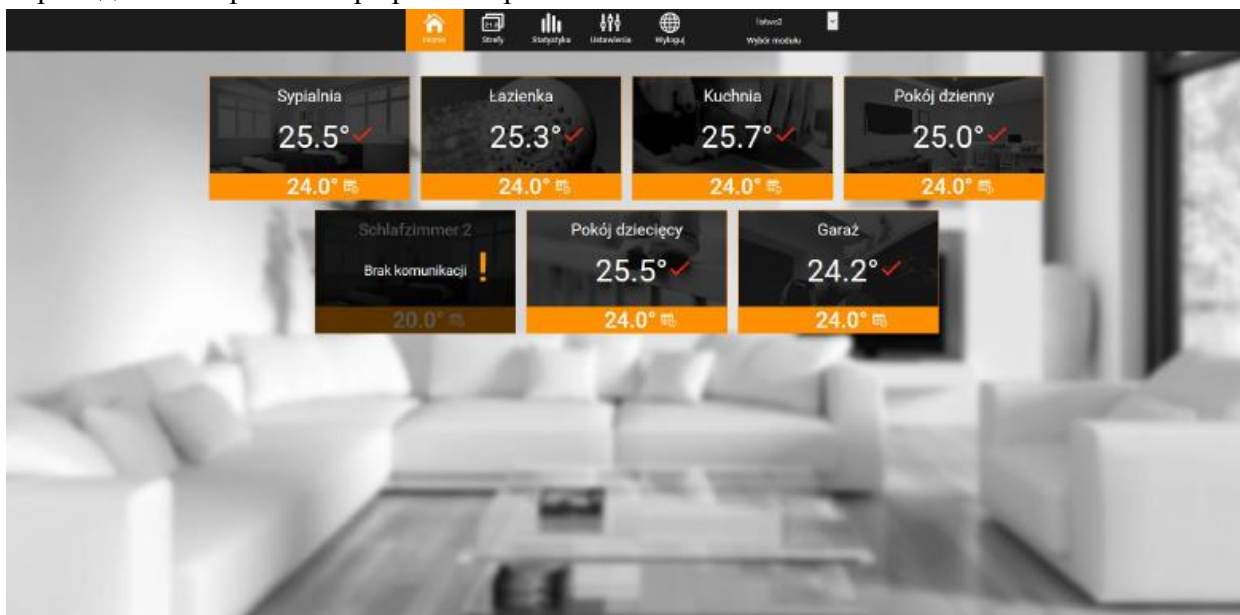 Home
Strefy
Statystyka
Ustawienia
Wyloguj
Wybór modułu
Sypialnia
25.5°
24.0°
Łazienka
25.3°
24.0°
Kuchnia
25.7°
24.0°
Pokój dzienny
25.0°
24.0°
Schlafzimmer 2
Brak komunikacji
20.0°
Pokój dziecięcy
25.5°
24.0°
Garaż
24.2°
24.0°